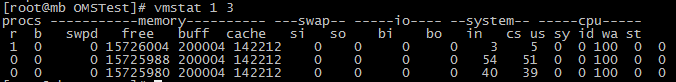 [root@mb OMSTest]# vmstat 1 3
procs -----------memory---------- ---swap-- -----io---- --system-- -----cpu-----
 r  b   swpd   free   buff  cache   si   so    bi    bo   in   cs us sy id wa st
 1  0      0 15726004 200004 142212    0    0     0     0    3    5  0  0 100  0  0
 0  0      0 15725988 200004 142212    0    0     0     0   54   51  0  0 100  0  0
 0  0      0 15725980 200004 142212    0    0     0     0   40   39  0  0 100  0  0